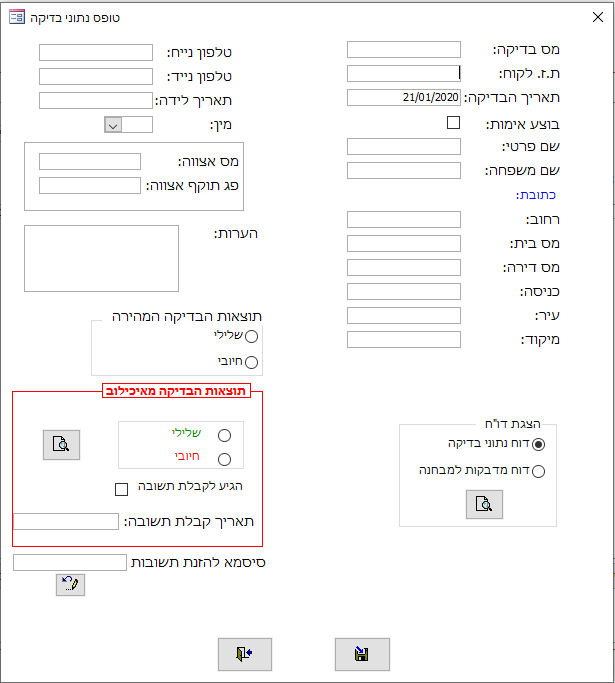 טופס נתוני בדיקה
מס בדיקה:
ת.ז. לקוח:
תאריך הבדיקה: 21/01/2020
בוצע אימות:
שם פרטי:
שם משפחה:
כתובת:
רחוב:
מס בית:
מס דירה:
כניסה:
עיר:
מיקוד:
הצגת דו"ח
דוח נתוני בדיקה
דוח מדבקות למבחנה
טלפון נייח:
טלפון נייד:
תאריך לידה:
מין:
מס אצווה:
פג תוקף אצווה:
הערות:
תוצאות הבדיקה המהירה
שלילי
חיובי
תוצאות הבדיקה מאיכילוב
שלילי
חיובי
הגיע לקבלת תשובה
תאריך קבלת תשובה:
סיסמא להזנת תשובות